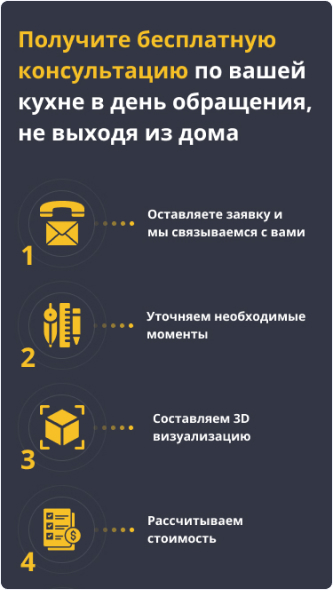 Получите бесплатную
консультацию по вашей
кухне в день обращения,
не выходя из дома
Оставляете заявку и
мы связываемся с вами
1
Уточняем необходимые
моменты
2
Составляем 3D
визуализацию
3
Рассчитываем
стоимость
$
4